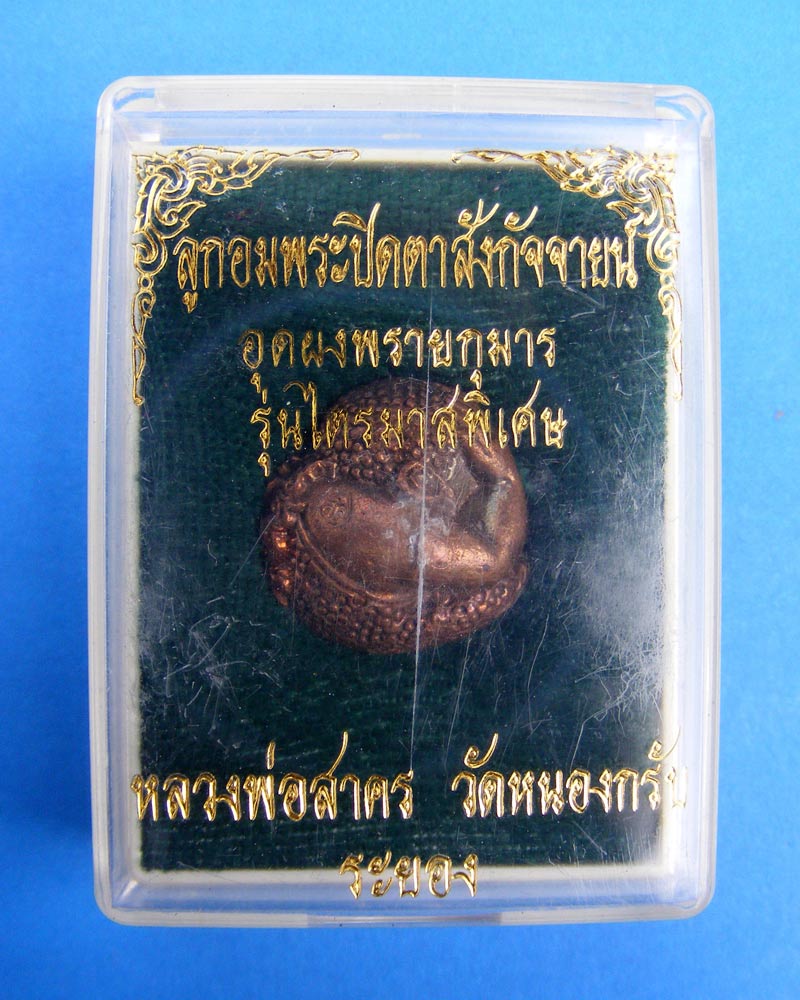 ลูกอมพระปิดตาสังกัจจายน์
อุดผงพรายกุมาร
รุ่นไตรมาสพิเศษ
หลวงพ่อสาคร วัดหนองกรับ
ระยอง